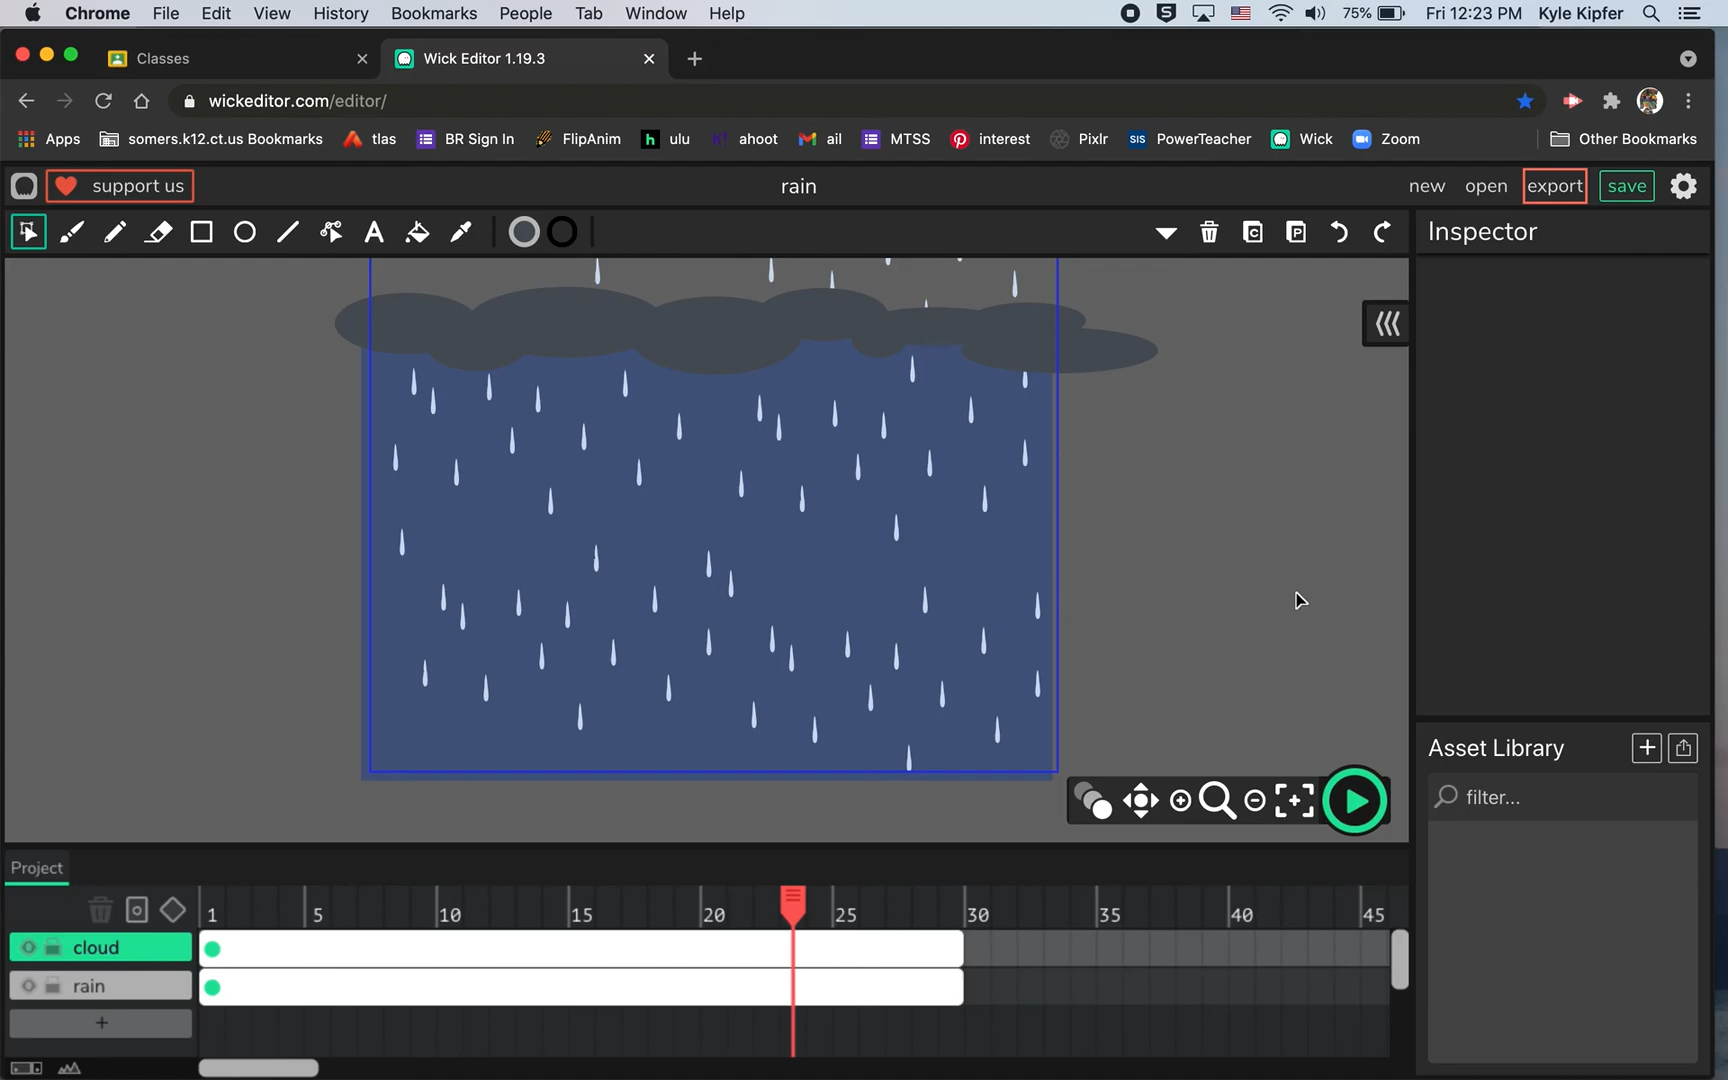 Chrome File Edit View History Bookmarks People Tab Window Help 75% Fri 12:23 PM Kyle Kipfer
Classes Wick Editor 1.19.3
wickeditor.com/editor/
Apps somers.k12.ct.us Bookmarks tlas BR Sign In FlipAnim h ulu K! ahoot ail MTSS interest Pixlr SIS PowerTeacher Wick Zoom Other Bookmarks
support us rain new open export save
A C P Inspector
Asset Library
filter...
Project
1 5 10 15 20 25 30 35 40 45
cloud
rain